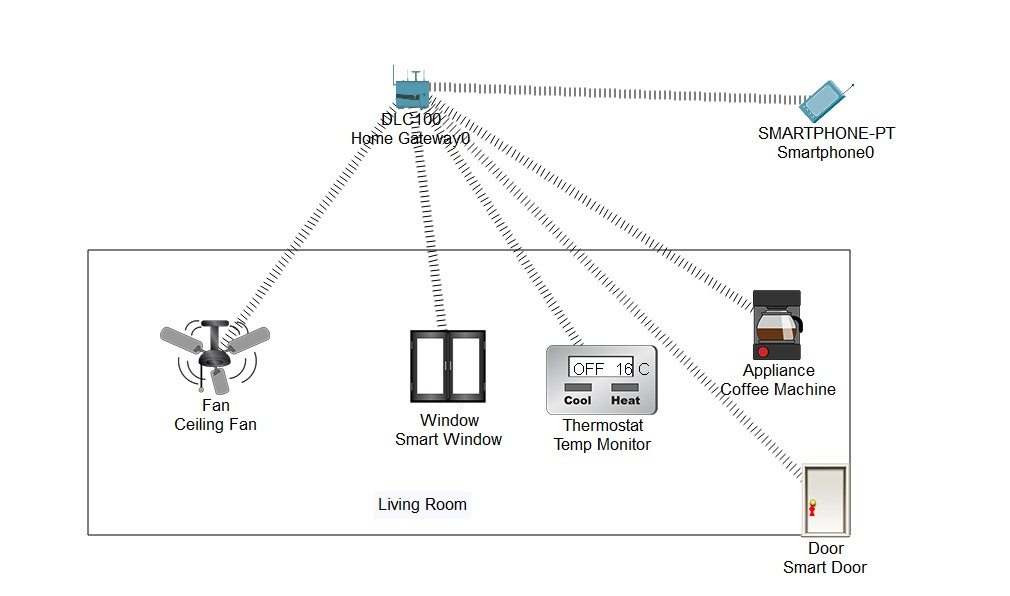 DLC100
Home Gateway0
SMARTPHONE-PT
Smartphone0
Fan
Ceiling Fan
Window
Smart Window
OFF 16 C
Cool Heat
Thermostat
Temp Monitor
Appliance
Coffee Machine
Living Room
Door
Smart Door